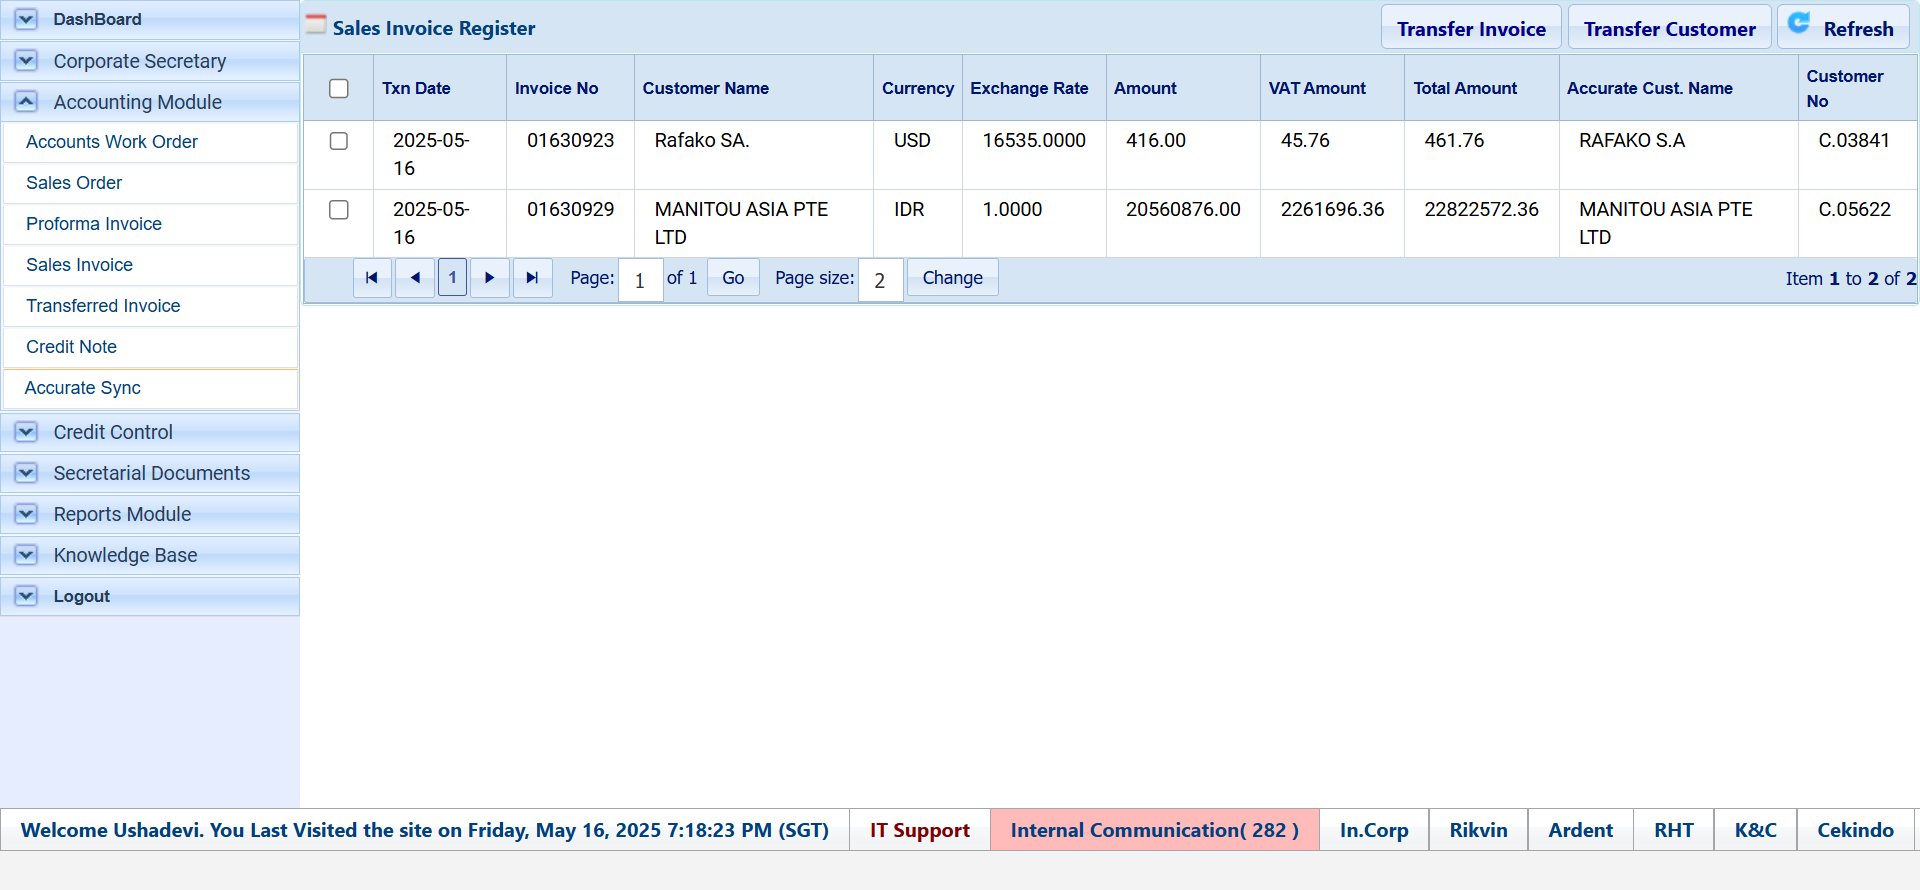 DashBoard
Corporate Secretary
Accounting Module
Accounts Work Order
Sales Order
Proforma Invoice
Sales Invoice
Transferred Invoice
Credit Note
Accurate Sync
Credit Control
Secretarial Documents
Reports Module
Knowledge Base
Logout
Sales Invoice Register
Transfer Invoice
Transfer Customer
Refresh
Txn Date Invoice No Customer Name Currency Exchange Rate Amount VAT Amount Total Amount Accurate Cust. Name Customer
No
2025-05- 01630923 Rafako SA. USD 16535.0000 416.00 45.76 461.76 RAFAKO S.A C.03841
16
2025-05- 01630929 MANITOU ASIA PTE IDR 1.0000 20560876.00 2261696.36 22822572.36 MANITOU ASIA PTE C.05622
16 LTD LTD
1 Page: 1 of 1 Go Page size: 2 Change Item 1 to 2 of 2
Welcome Ushadevi. You Last Visited the site on Friday, May 16, 2025 7:18:23 PM (SGT) IT Support Internal Communication( 282 ) In.Corp Rikvin Ardent RHT K&C Cekindo